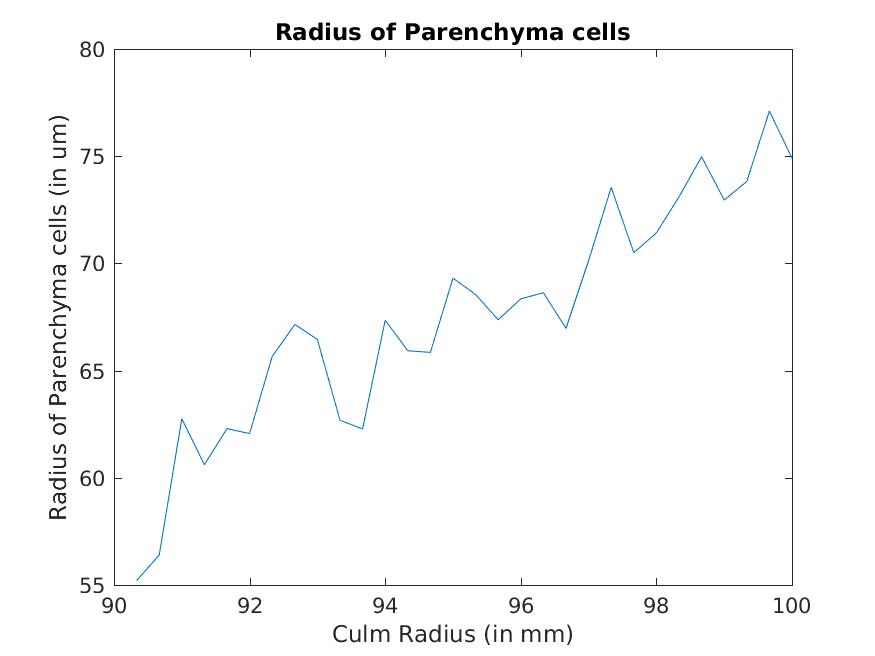 Radius of Parenchyma cells
80
75
70
65
60
55
Radius of Parenchyma cells (in um)
90 92 94 96 98 100
Culm Radius (in mm)